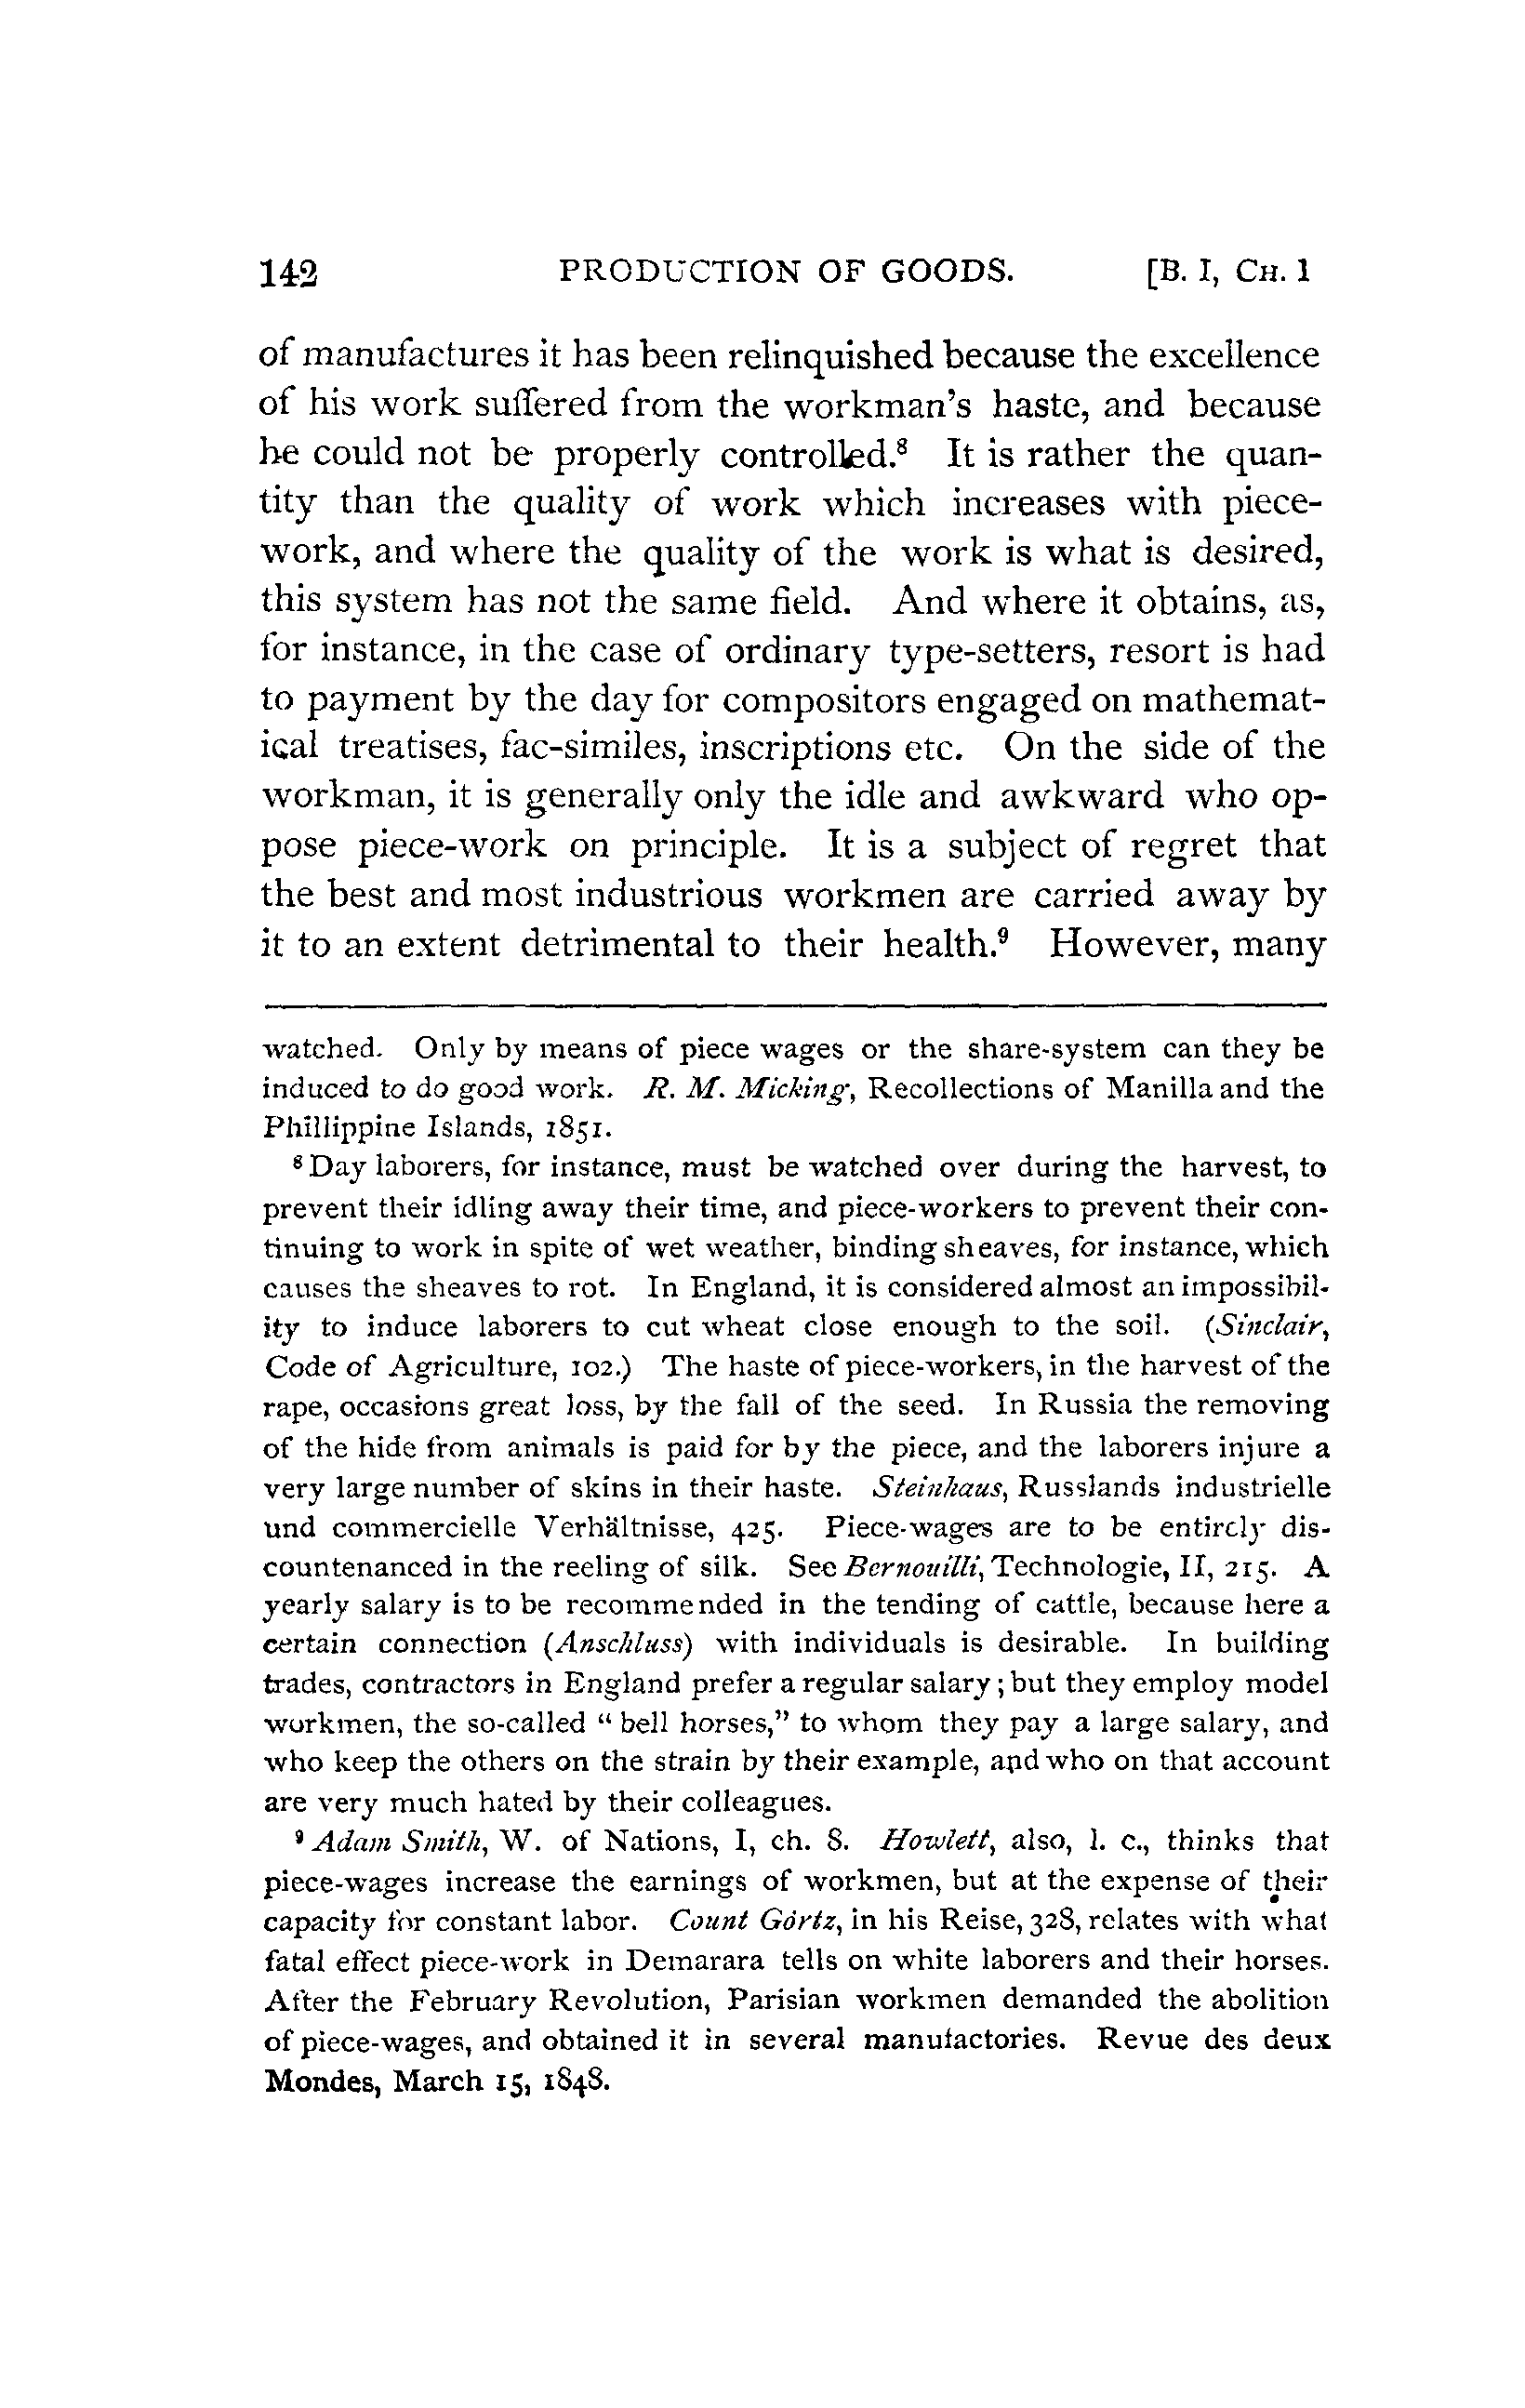 142 PRODUCTION OF GOODS. [B. I, CH. 1
of manufactures it has been relinquished because the excellence
of his work suffered from the workman's haste, and because
he could not be properly controlled.⁸ It is rather the quan-
tity than the quality of work which increases with piece-
work, and where the quality of the work is what is desired,
this system has not the same field. And where it obtains, as,
for instance, in the case of ordinary type-setters, resort is had
to payment by the day for compositors engaged on mathemat-
ical treatises, fac-similes, inscriptions etc. On the side of the
workman, it is generally only the idle and awkward who op-
pose piece-work on principle. It is a subject of regret that
the best and most industrious workmen are carried away by
it to an extent detrimental to their health.⁹ However, many
watched. Only by means of piece wages or the share-system can they be
induced to do good work. R. M. Micking, Recollections of Manilla and the
Phillippine Islands, 1851.
⁸ Day laborers, for instance, must be watched over during the harvest, to
prevent their idling away their time, and piece-workers to prevent their con-
tinuing to work in spite of wet weather, binding sheaves, for instance, which
causes the sheaves to rot. In England, it is considered almost an impossibil-
ity to induce laborers to cut wheat close enough to the soil. (Sinclair,
Code of Agriculture, 102.) The haste of piece-workers, in the harvest of the
rape, occasions great loss, by the fall of the seed. In Russia the removing
of the hide from animals is paid for by the piece, and the laborers injure a
very large number of skins in their haste. Steinhaus, Russlands industrielle
und commercielle Verhältnisse, 425. Piece-wages are to be entirely dis-
countenanced in the reeling of silk. See Bernouilli, Technologie, II, 215. A
yearly salary is to be recommended in the tending of cattle, because here a
certain connection (Anschluss) with individuals is desirable. In building
trades, contractors in England prefer a regular salary; but they employ model
workmen, the so-called "bell horses," to whom they pay a large salary, and
who keep the others on the strain by their example, and who on that account
are very much hated by their colleagues.
⁹ Adam Smith, W. of Nations, I, ch. 8. Howlett, also, l. c., thinks that
piece-wages increase the earnings of workmen, but at the expense of their
capacity for constant labor. Count Görtz, in his Reise, 328, relates with what
fatal effect piece-work in Demarara tells on white laborers and their horses.
After the February Revolution, Parisian workmen demanded the abolition
of piece-wages, and obtained it in several manufactories. Revue des deux
Mondes, March 15, 1848.